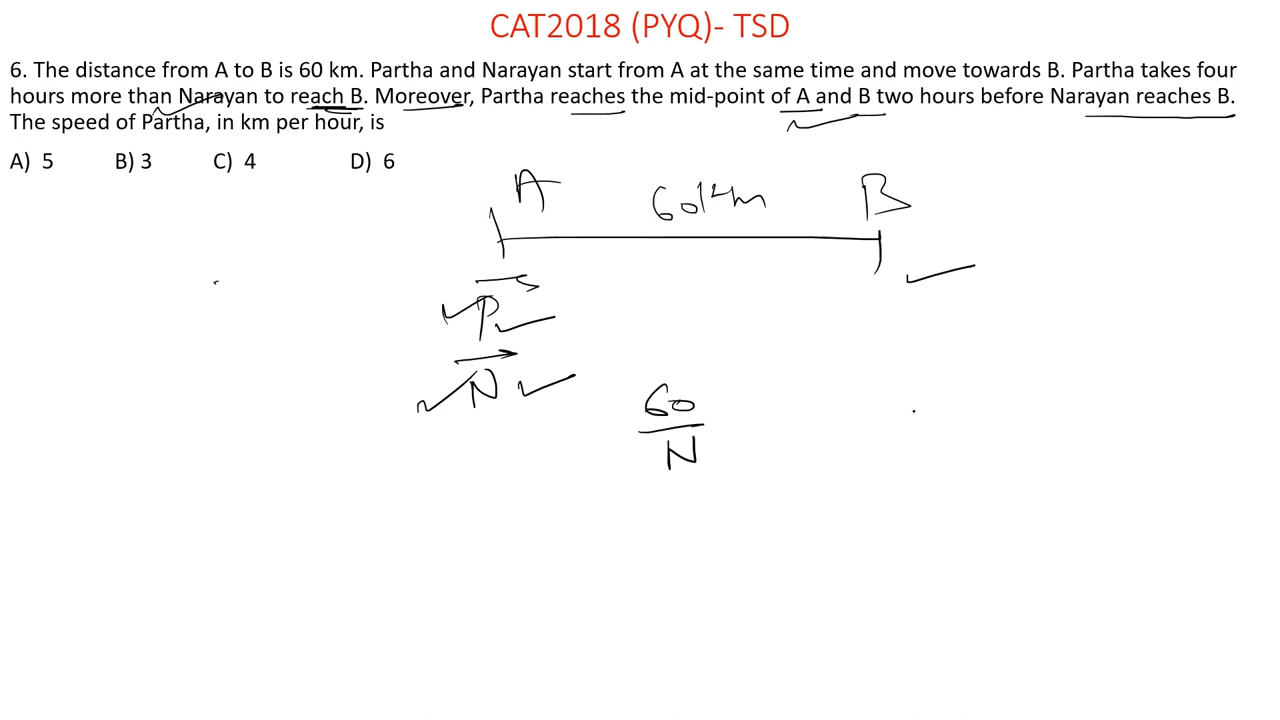 CAT2018 (PYQ)- TSD
6. The distance from A to B is 60 km. Partha and Narayan start from A at the same time and move towards B. Partha takes four
hours more than Narayan to reach B. Moreover, Partha reaches the mid-point of A and B two hours before Narayan reaches B.
The speed of Partha, in km per hour, is
A) 5 B) 3 C) 4 D) 6
A 60km B
P
N
60
N